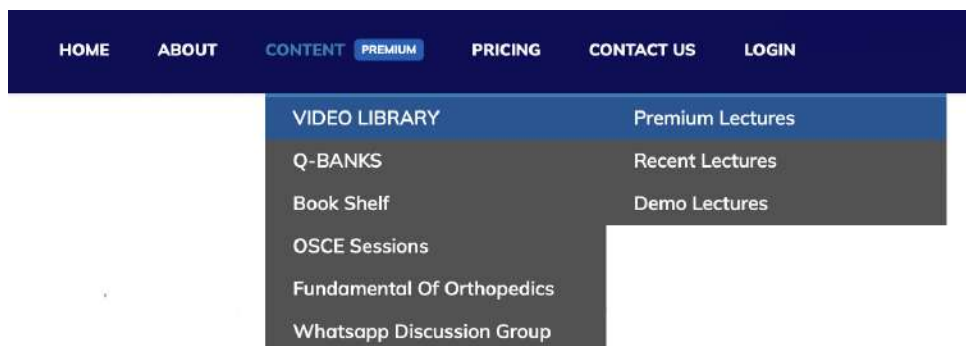 HOME ABOUT CONTENT PREMIUM PRICING CONTACT US LOGIN
VIDEO LIBRARY Premium Lectures
Q-BANKS Recent Lectures
Book Shelf Demo Lectures
OSCE Sessions
Fundamental Of Orthopedics
Whatsapp Discussion Group